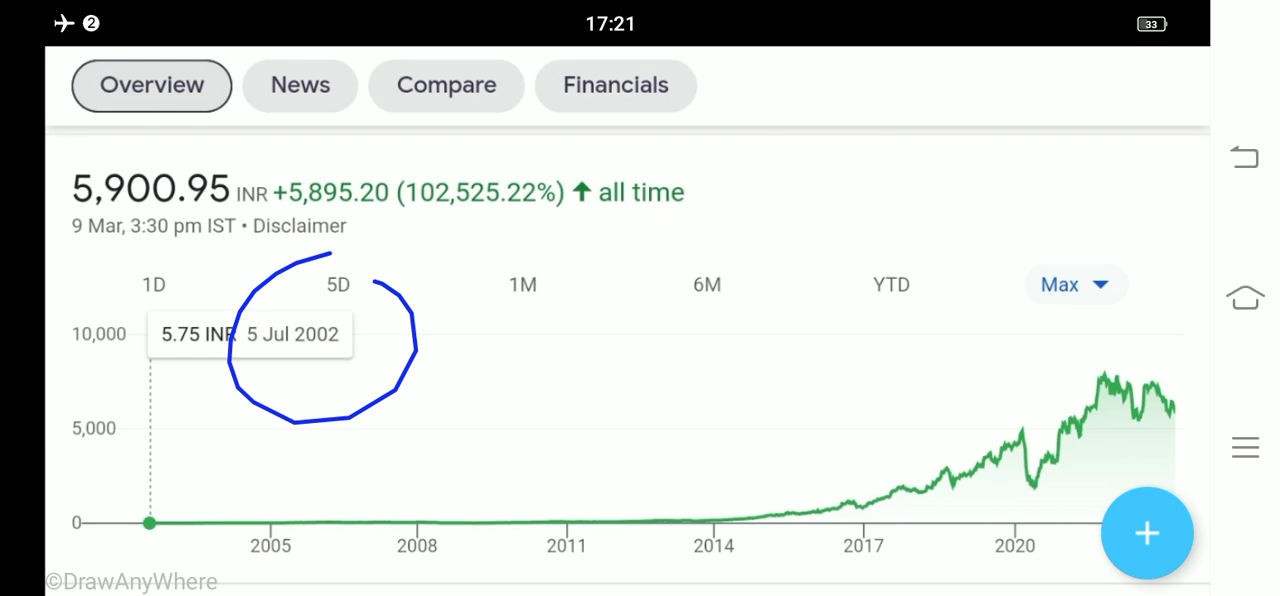 2 17:21 33
Overview News Compare Financials
5,900.95 INR +5,895.20 (102,525.22%) ↑ all time
9 Mar, 3:30 pm IST • Disclaimer
1D 5D 1M 6M YTD Max
10,000
5.75 INR 5 Jul 2002
5,000
0
2005 2008 2011 2014 2017 2020
+
©DrawAnyWhere